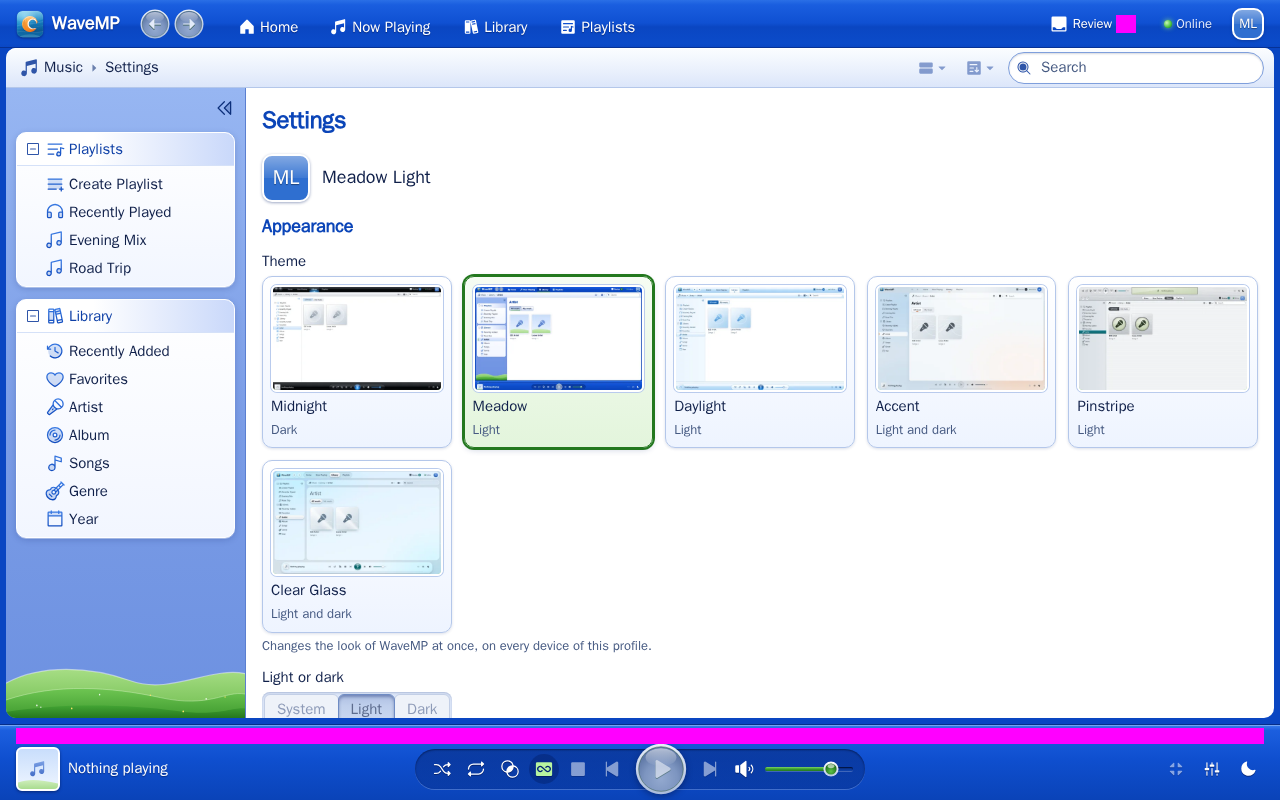 WaveMP
Home
Now Playing
Library
Playlists
Review
Online
ML
Music
Settings
Search
Settings
Playlists
Create Playlist
Recently Played
Evening Mix
Road Trip
Library
Recently Added
Favorites
Artist
Album
Songs
Genre
Year
ML
Meadow Light
Appearance
Theme
Midnight
Dark
Meadow
Light
Daylight
Light
Accent
Light and dark
Pinstripe
Light
Clear Glass
Light and dark
Changes the look of WaveMP at once, on every device of this profile.
Light or dark
System
Light
Dark
Nothing playing